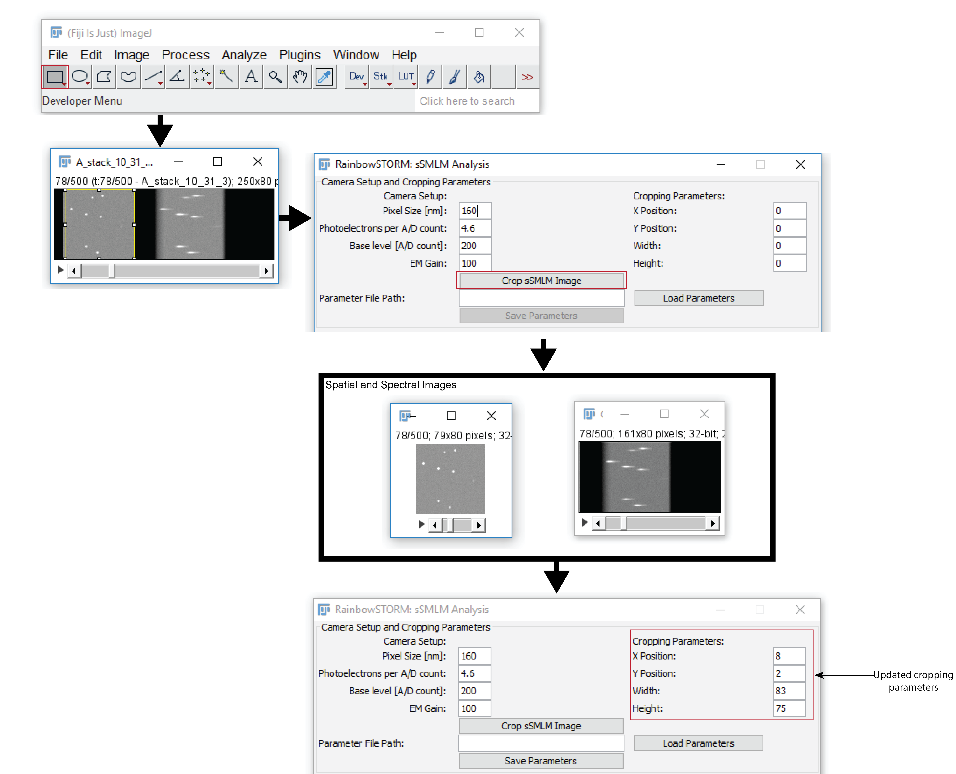 (Fiji Is Just) ImageJ
File Edit Image Process Analyze Plugins Window Help
A Dev Stk LUT >>
Developer Menu Click here to search
A_stack_10_31_...
78/500 (t:78/500 - A_stack_10_31_3); 250x80 p
RainbowSTORM: sSMLM Analysis
Camera Setup and Cropping Parameters
Camera Setup: Cropping Parameters:
Pixel Size [nm]: 160 X Position: 0
Photoelectrons per A/D count: 4.6 Y Position: 0
Base level [A/D count]: 200 Width: 0
EM Gain: 100 Height: 0
Crop sSMLM Image
Parameter File Path: Load Parameters
Save Parameters
Spatial and Spectral Images
78/500; 79x80 pixels; 32-
78/500; 161x80 pixels; 32-bit; 2
RainbowSTORM: sSMLM Analysis
Camera Setup and Cropping Parameters
Camera Setup: Cropping Parameters:
Pixel Size [nm]: 160 X Position: 8
Photoelectrons per A/D count: 4.6 Y Position: 2
Base level [A/D count]: 200 Width: 83
EM Gain: 100 Height: 75
Crop sSMLM Image
Parameter File Path: Load Parameters
Save Parameters
Updated cropping
parameters